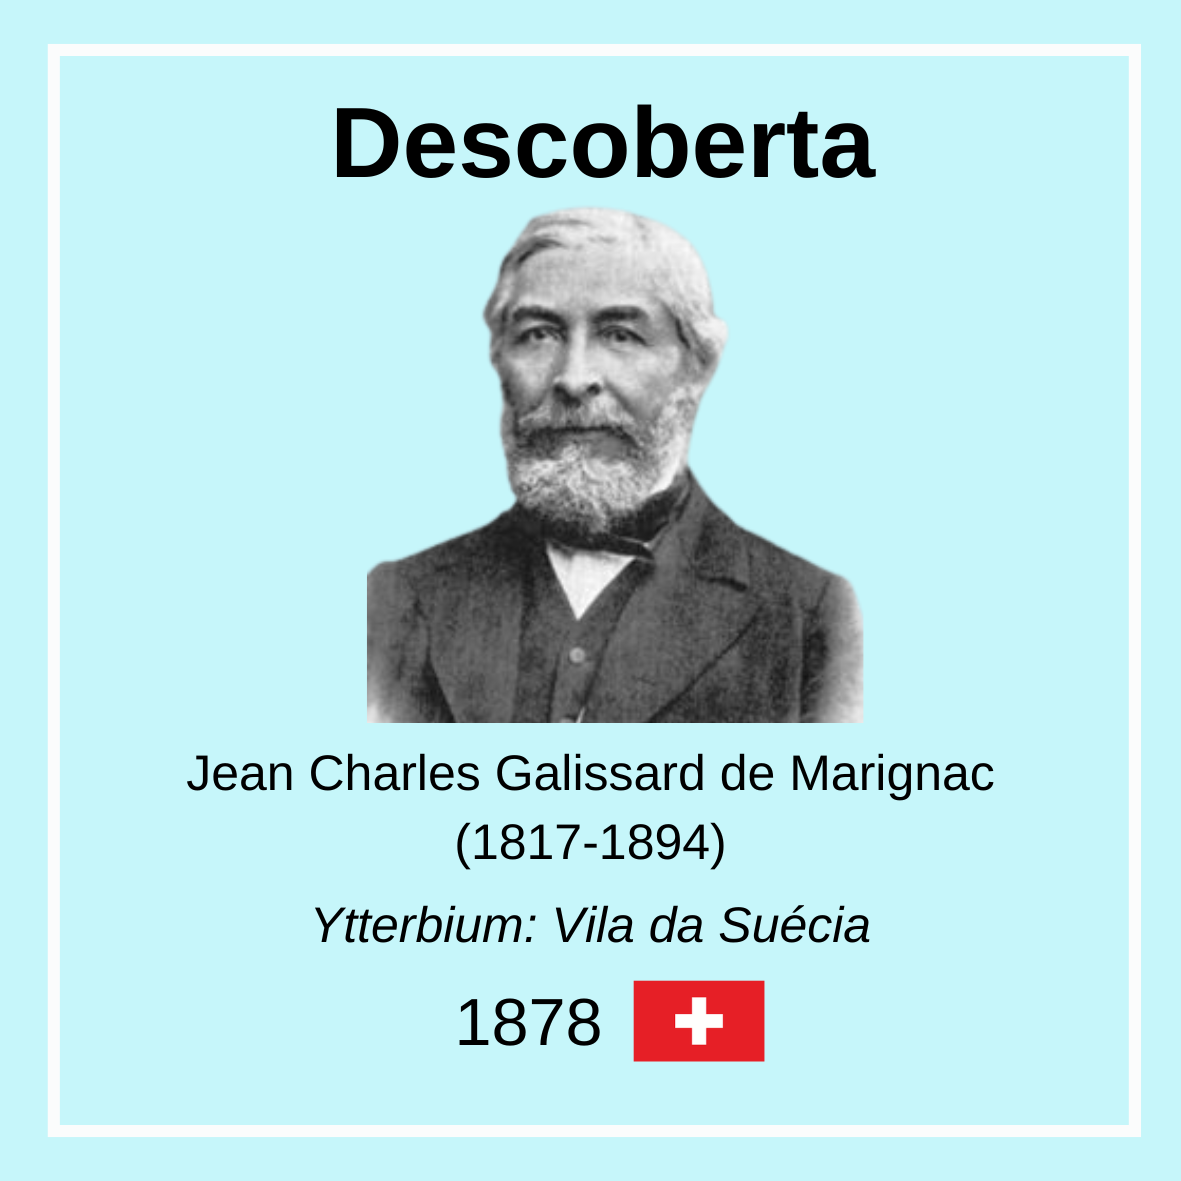 Descoberta
Jean Charles Galissard de Marignac
(1817-1894)
Ytterbium: Vila da Suécia
1878